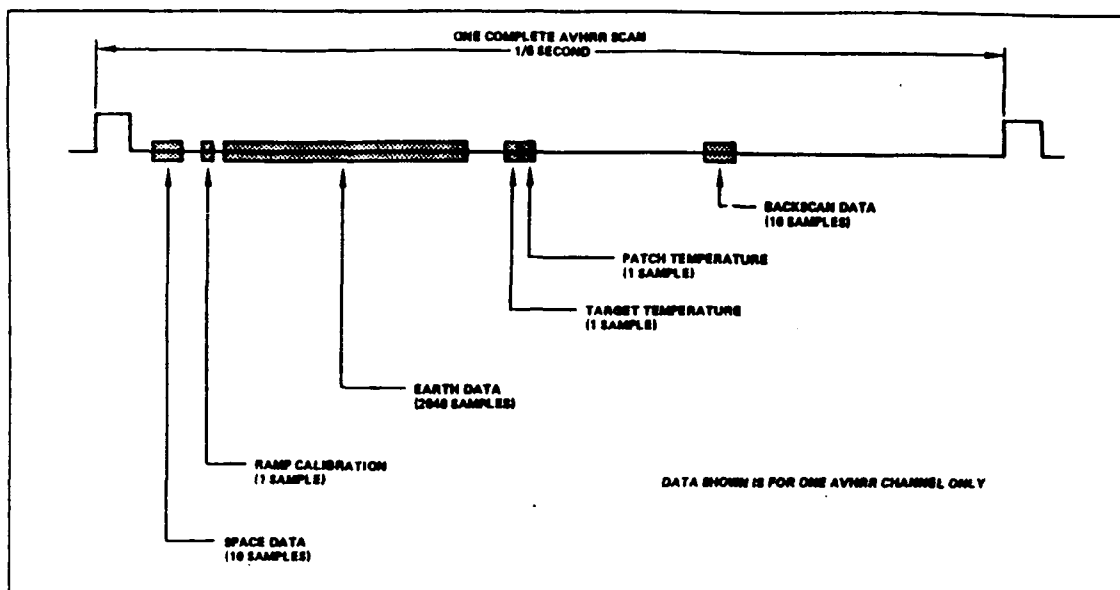 ONE COMPLETE AVHRR SCAN
1/6 SECOND
BACKSCAN DATA
(10 SAMPLES)
PATCH TEMPERATURE
(1 SAMPLE)
TARGET TEMPERATURE
(1 SAMPLE)
EARTH DATA
(2048 SAMPLES)
RAMP CALIBRATION
(1 SAMPLE)
DATA SHOWN IS FOR ONE AVHRR CHANNEL ONLY
SPACE DATA
(10 SAMPLES)